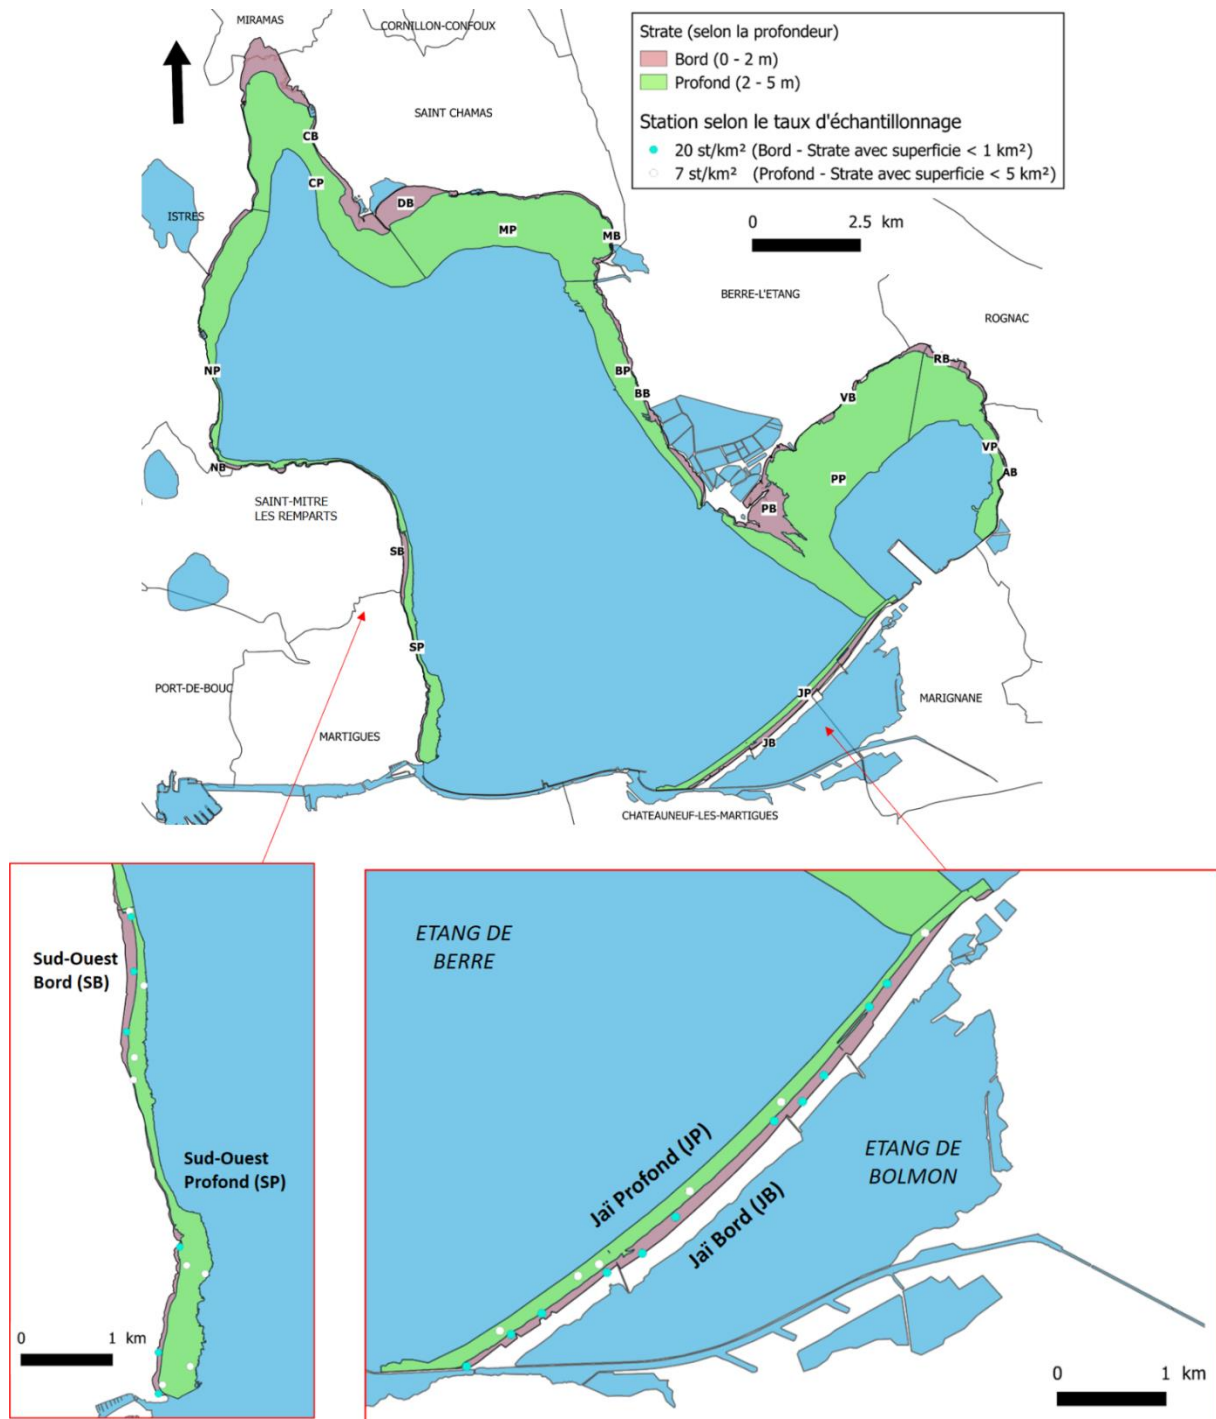 MIRAMAS
CORNILLON-CONFOUX
Strate (selon la profondeur)
Bord (0 - 2 m)
Profond (2 - 5 m)
Station selon le taux d'échantillonnage
20 st/km² (Bord - Strate avec superficie < 1 km²)
7 st/km² (Profond - Strate avec superficie < 5 km²)
SAINT CHAMAS
CB
CP
DB
ISTRES
MP
MB
0 2.5 km
BERRE-L'ETANG
ROGNAC
NP
BP
BB
RB
VB
VP
AB
NB
PP
PB
SAINT-MITRE
LES REMPARTS
SB
SP
PORT-DE-BOUC
MARTIGUES
JP
JB
MARIGNANE
CHATEAUNEUF-LES-MARTIGUES
Sud-Ouest
Bord (SB)
Sud-Ouest
Profond (SP)
0 1 km
ETANG DE
BERRE
Jaï Profond (JP)
Jaï Bord (JB)
ETANG DE
BOLMON
0 1 km